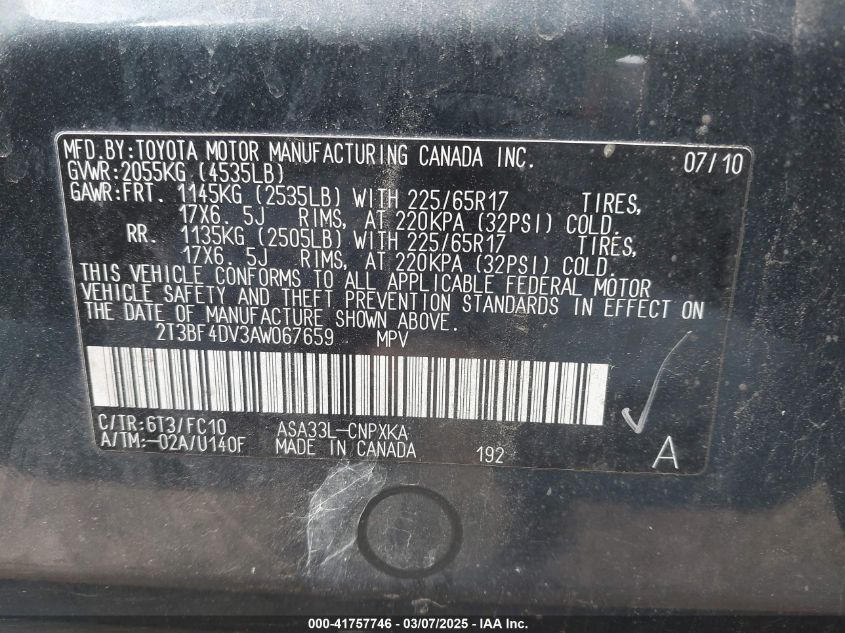 MFD.BY:TOYOTA MOTOR MANUFACTURING CANADA INC. 07/10
GVWR:2055KG (4535LB)
GAWR:FRT. 1145KG (2535LB) WITH 225/65R17 TIRES,
17X6. 5J RIMS, AT 220KPA (32PSI) COLD.
RR. 1135KG (2505LB) WITH 225/65R17 TIRES,
17X6. 5J RIMS, AT 220KPA (32PSI) COLD.
THIS VEHICLE CONFORMS TO ALL APPLICABLE FEDERAL MOTOR
VEHICLE SAFETY AND THEFT PREVENTION STANDARDS IN EFFECT ON
THE DATE OF MANUFACTURE SHOWN ABOVE.
2T3BF4DV3AW067659 MPV
C/TR:6T3/FC10 ASA33L-CNPXKA
A/TM:-02A/U140F MADE IN CANADA 192 A
000-41757746 — 03/07/2025 — IAA Inc.